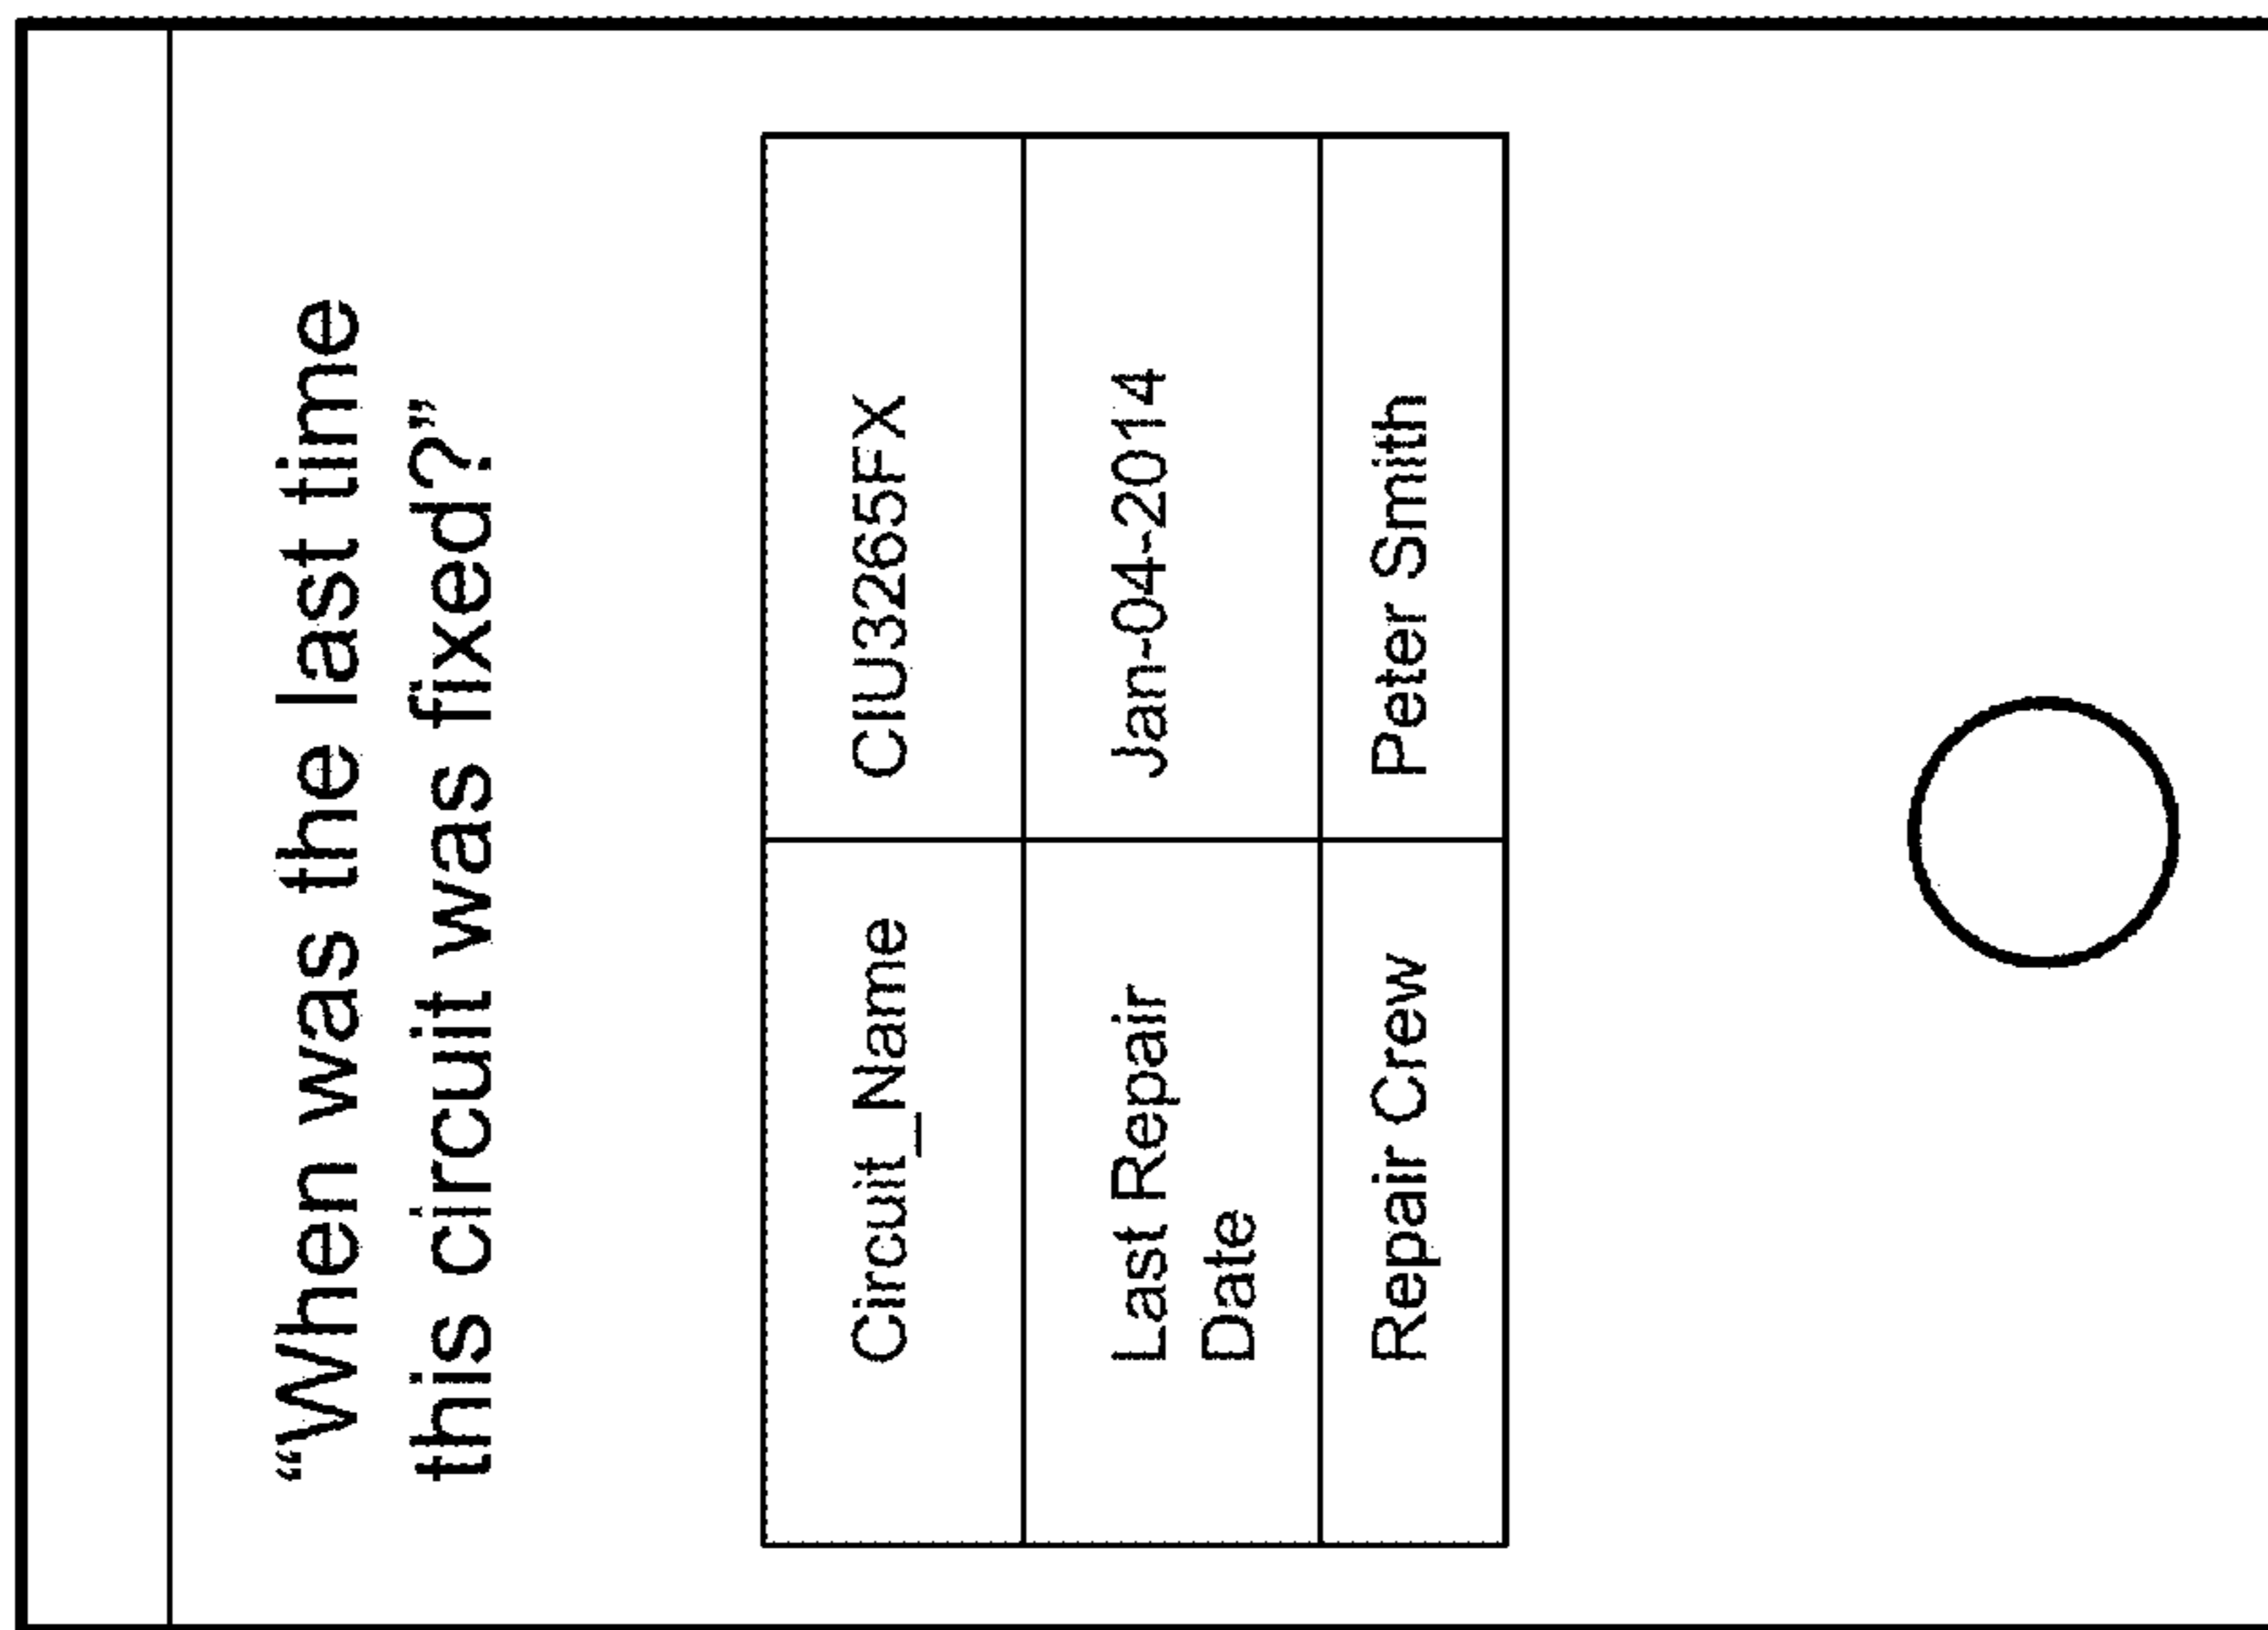 “When was the last time
this circuit was fixed?”
Circuit_Name CIU3265FX
Last Repair Jan-04-2014
Date
Repair Crew Peter Smith